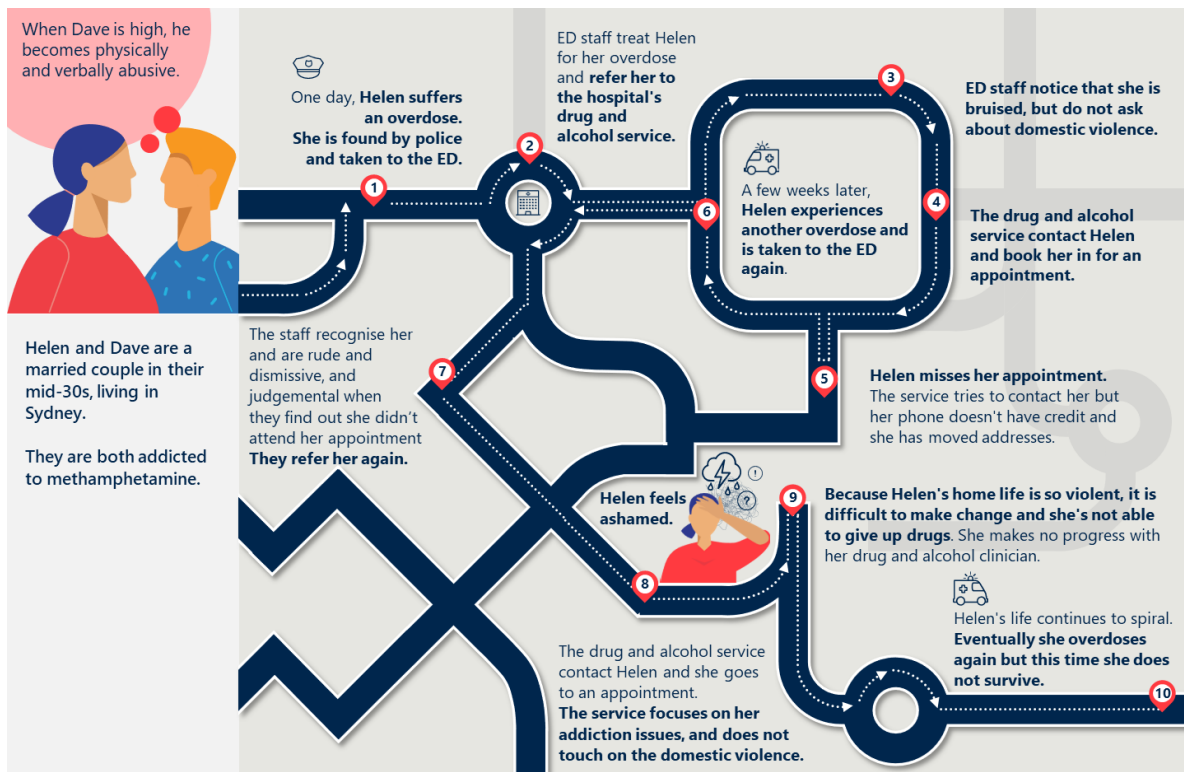 When Dave is high, he
becomes physically
and verbally abusive.
Helen and Dave are a
married couple in their
mid-30s, living in
Sydney.
They are both addicted
to methamphetamine.
One day, Helen suffers
an overdose.
She is found by police
and taken to the ED.
1
ED staff treat Helen
for her overdose
and refer her to
the hospital's
drug and
alcohol service.
2
3
ED staff notice that she is
bruised, but do not ask
about domestic violence.
4
The drug and alcohol
service contact Helen
and book her in for an
appointment.
5
Helen misses her appointment.
The service tries to contact her but
her phone doesn't have credit and
she has moved addresses.
6
A few weeks later,
Helen experiences
another overdose and
is taken to the ED
again.
7
The staff recognise her
and are rude and
dismissive, and
judgemental when
they find out she didn't
attend her appointment
They refer her again.
Helen feels
ashamed.
!
?
8
The drug and alcohol service
contact Helen and she goes
to an appointment.
The service focuses on her
addiction issues, and does not
touch on the domestic violence.
9
Because Helen's home life is so violent, it is
difficult to make change and she's not able
to give up drugs. She makes no progress with
her drug and alcohol clinician.
Helen's life continues to spiral.
Eventually she overdoses
again but this time she does
not survive.
10